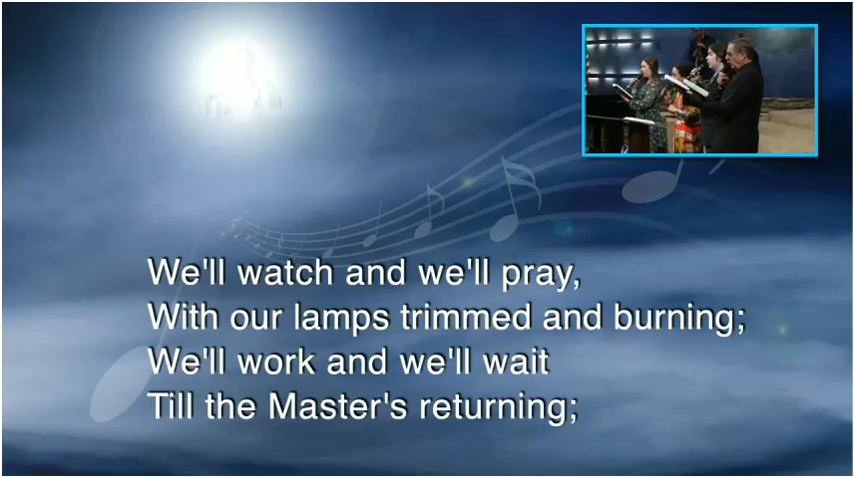 We'll watch and we'll pray,
With our lamps trimmed and burning;
We'll work and we'll wait
Till the Master's returning;